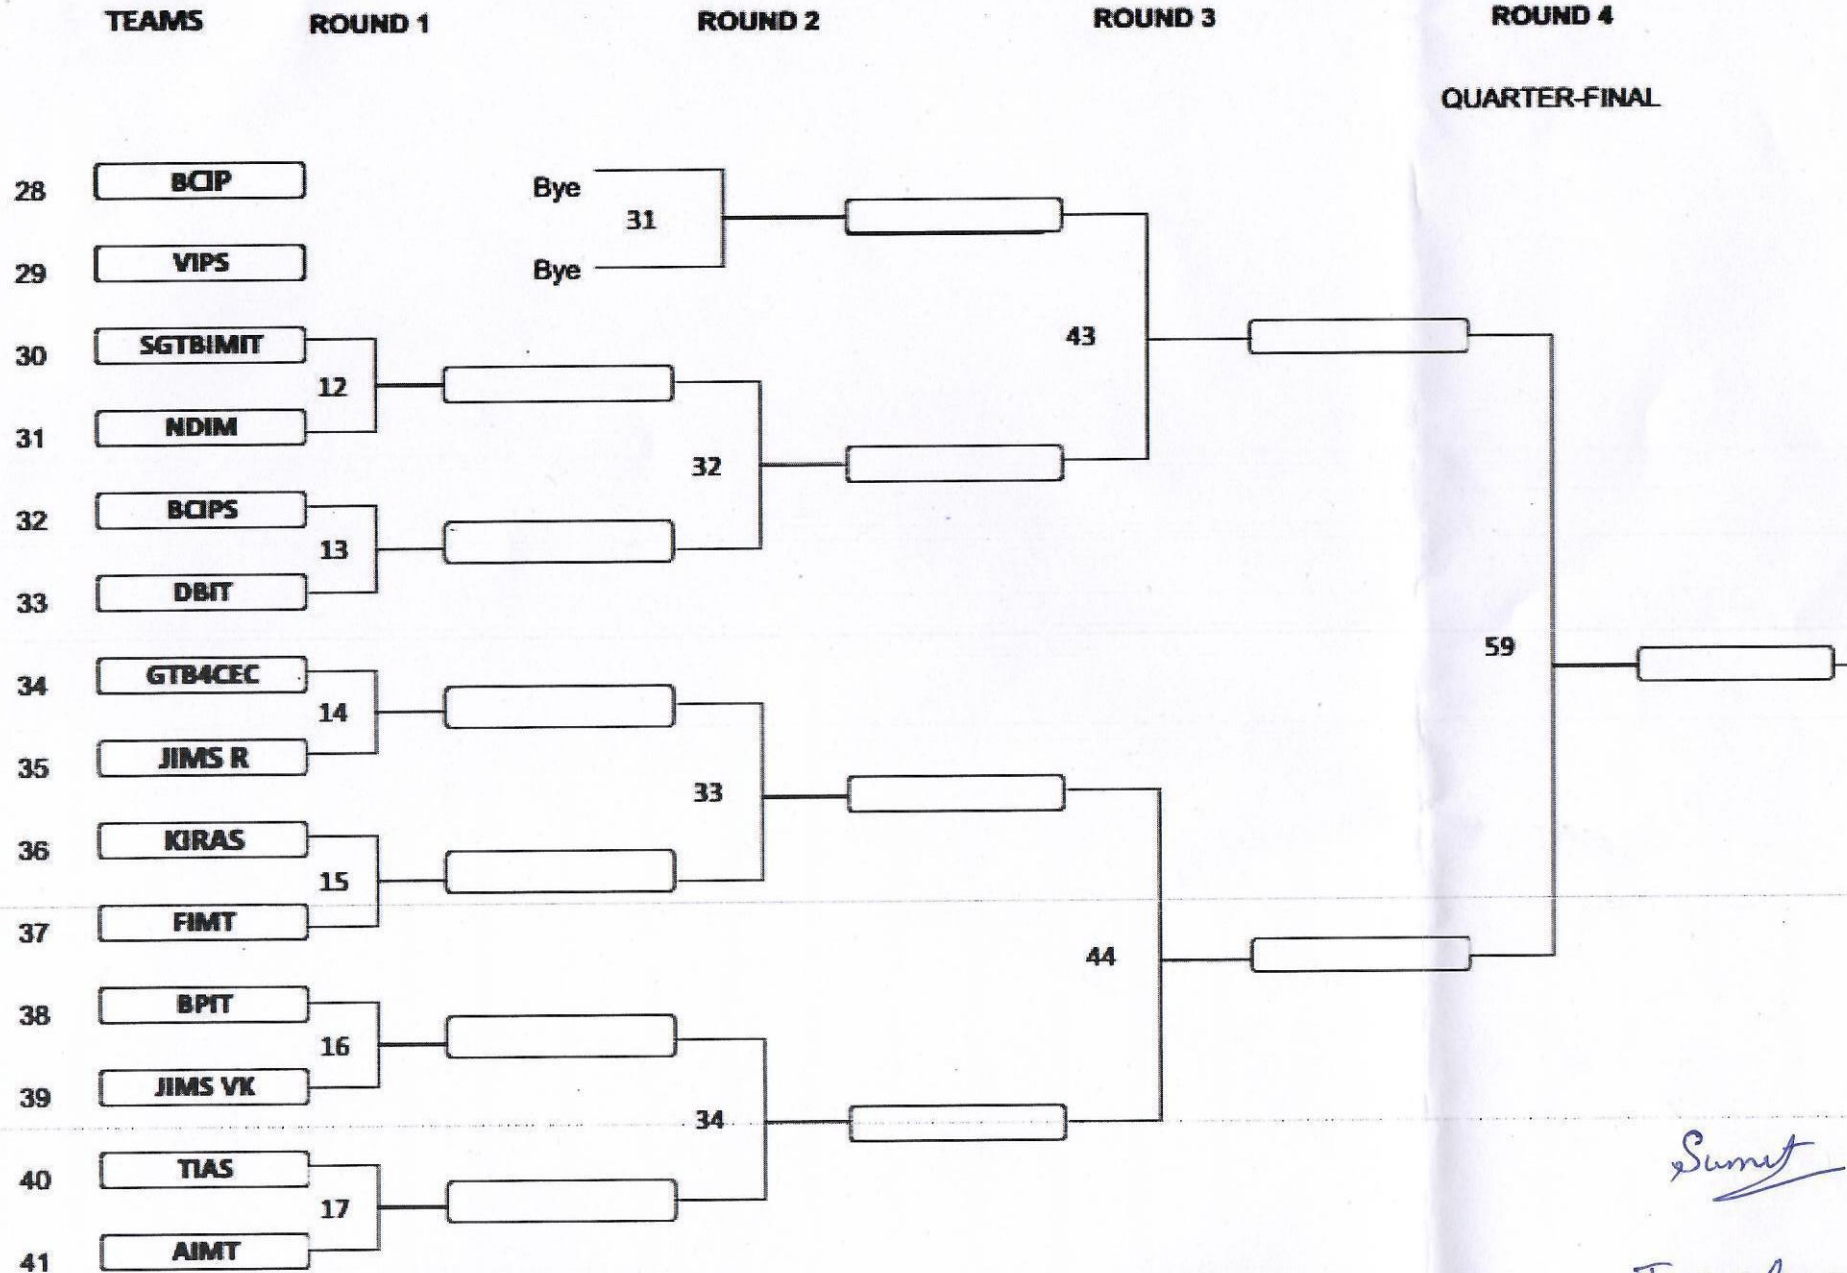 TEAMS ROUND 1 ROUND 2 ROUND 3 ROUND 4
QUARTER-FINAL
28 BCIP Bye
31
29 VIPS Bye
30 SGTBIMIT
12
43
31 NDIM
32
32 BCIPS
13
33 DBIT
59
34 GTB4CEC
14
35 JIMS R
33
36 KIRAS
15
37 FIMT
44
38 BPIT
16
39 JIMS VK
34
Sumit
40 TIAS
17
41 AIMT